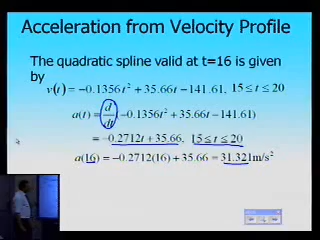 Acceleration from Velocity Profile
The quadratic spline valid at t=16 is given
by
v(t) = −0.1356t² + 35.66t − 141.61, 15 ≤ t ≤ 20
a(t) = d/dt(−0.1356t² + 35.66t − 141.61)
= −0.2712t + 35.66, 15 ≤ t ≤ 20
a(16) = −0.2712(16) + 35.66 = 31.321m/s²